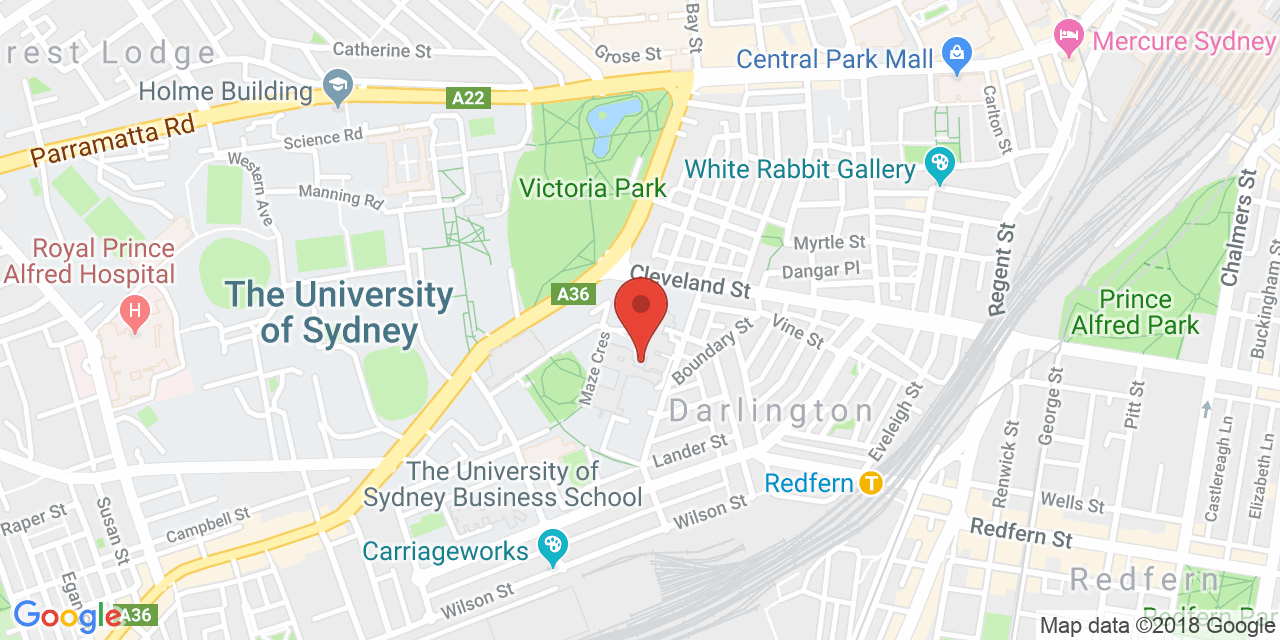 rest Lodge
Catherine St
Grose St
Bay St
Central Park Mall
Mercure Sydney
Holme Building
A22
Carlton St
Parramatta Rd
Science Rd
Western Ave
Manning Rd
Victoria Park
White Rabbit Gallery
Chalmers St
Royal Prince
Alfred Hospital
H
Myrtle St
Dangar Pl
Regent St
The University
of Sydney
A36
Cleveland St
Buckingham St
Prince
Alfred Park
Vine St
Boundary St
Maze Cres
Darlington
Eveleigh St
George St
Pitt St
Renwick St
Castlereagh Ln
Elizabeth Ln
Lander St
The University of
Sydney Business School
Redfern
T
Wells St
Raper St
Susan St
Campbell St
Wilson St
Redfern St
Carriageworks
Egan
Wilson St
Redfern
Redfern Par
Google
A36
Map data ©2018 Google